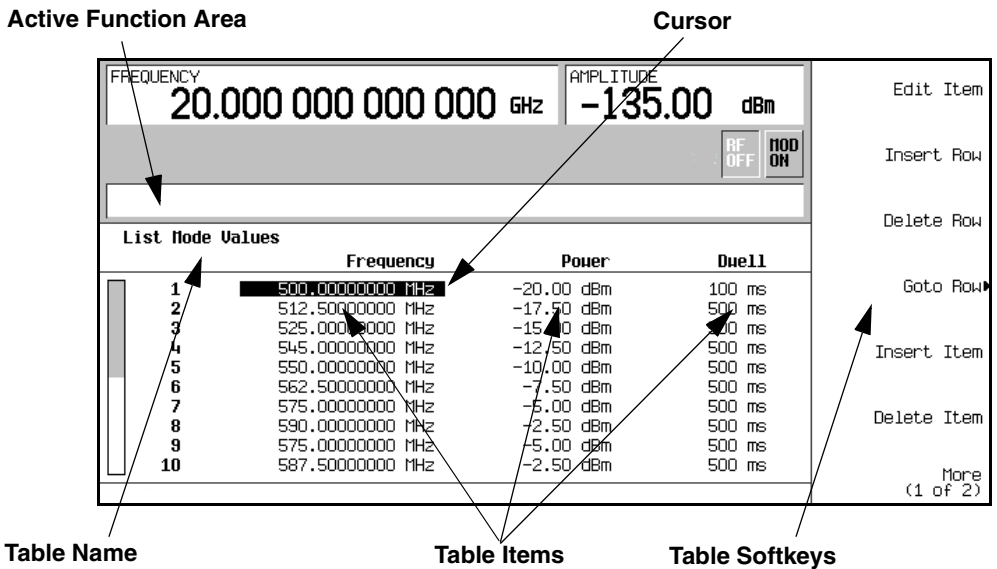 Active Function Area
Cursor
FREQUENCY
20.000 000 000 000 GHz
AMPLITUDE
-135.00 dBm
RF OFF
MOD ON
List Mode Values
Frequency Power Dwell
1 500.00000000 MHz -20.00 dBm 100 ms
2 512.50000000 MHz -17.50 dBm 500 ms
3 525.00000000 MHz -15.00 dBm 500 ms
4 545.00000000 MHz -12.50 dBm 500 ms
5 550.00000000 MHz -10.00 dBm 500 ms
6 562.50000000 MHz -7.50 dBm 500 ms
7 575.00000000 MHz -5.00 dBm 500 ms
8 590.00000000 MHz -2.50 dBm 500 ms
9 575.00000000 MHz -5.00 dBm 500 ms
10 587.50000000 MHz -2.50 dBm 500 ms
Edit Item
Insert Row
Delete Row
Goto Row
Insert Item
Delete Item
More
(1 of 2)
Table Name
Table Items
Table Softkeys